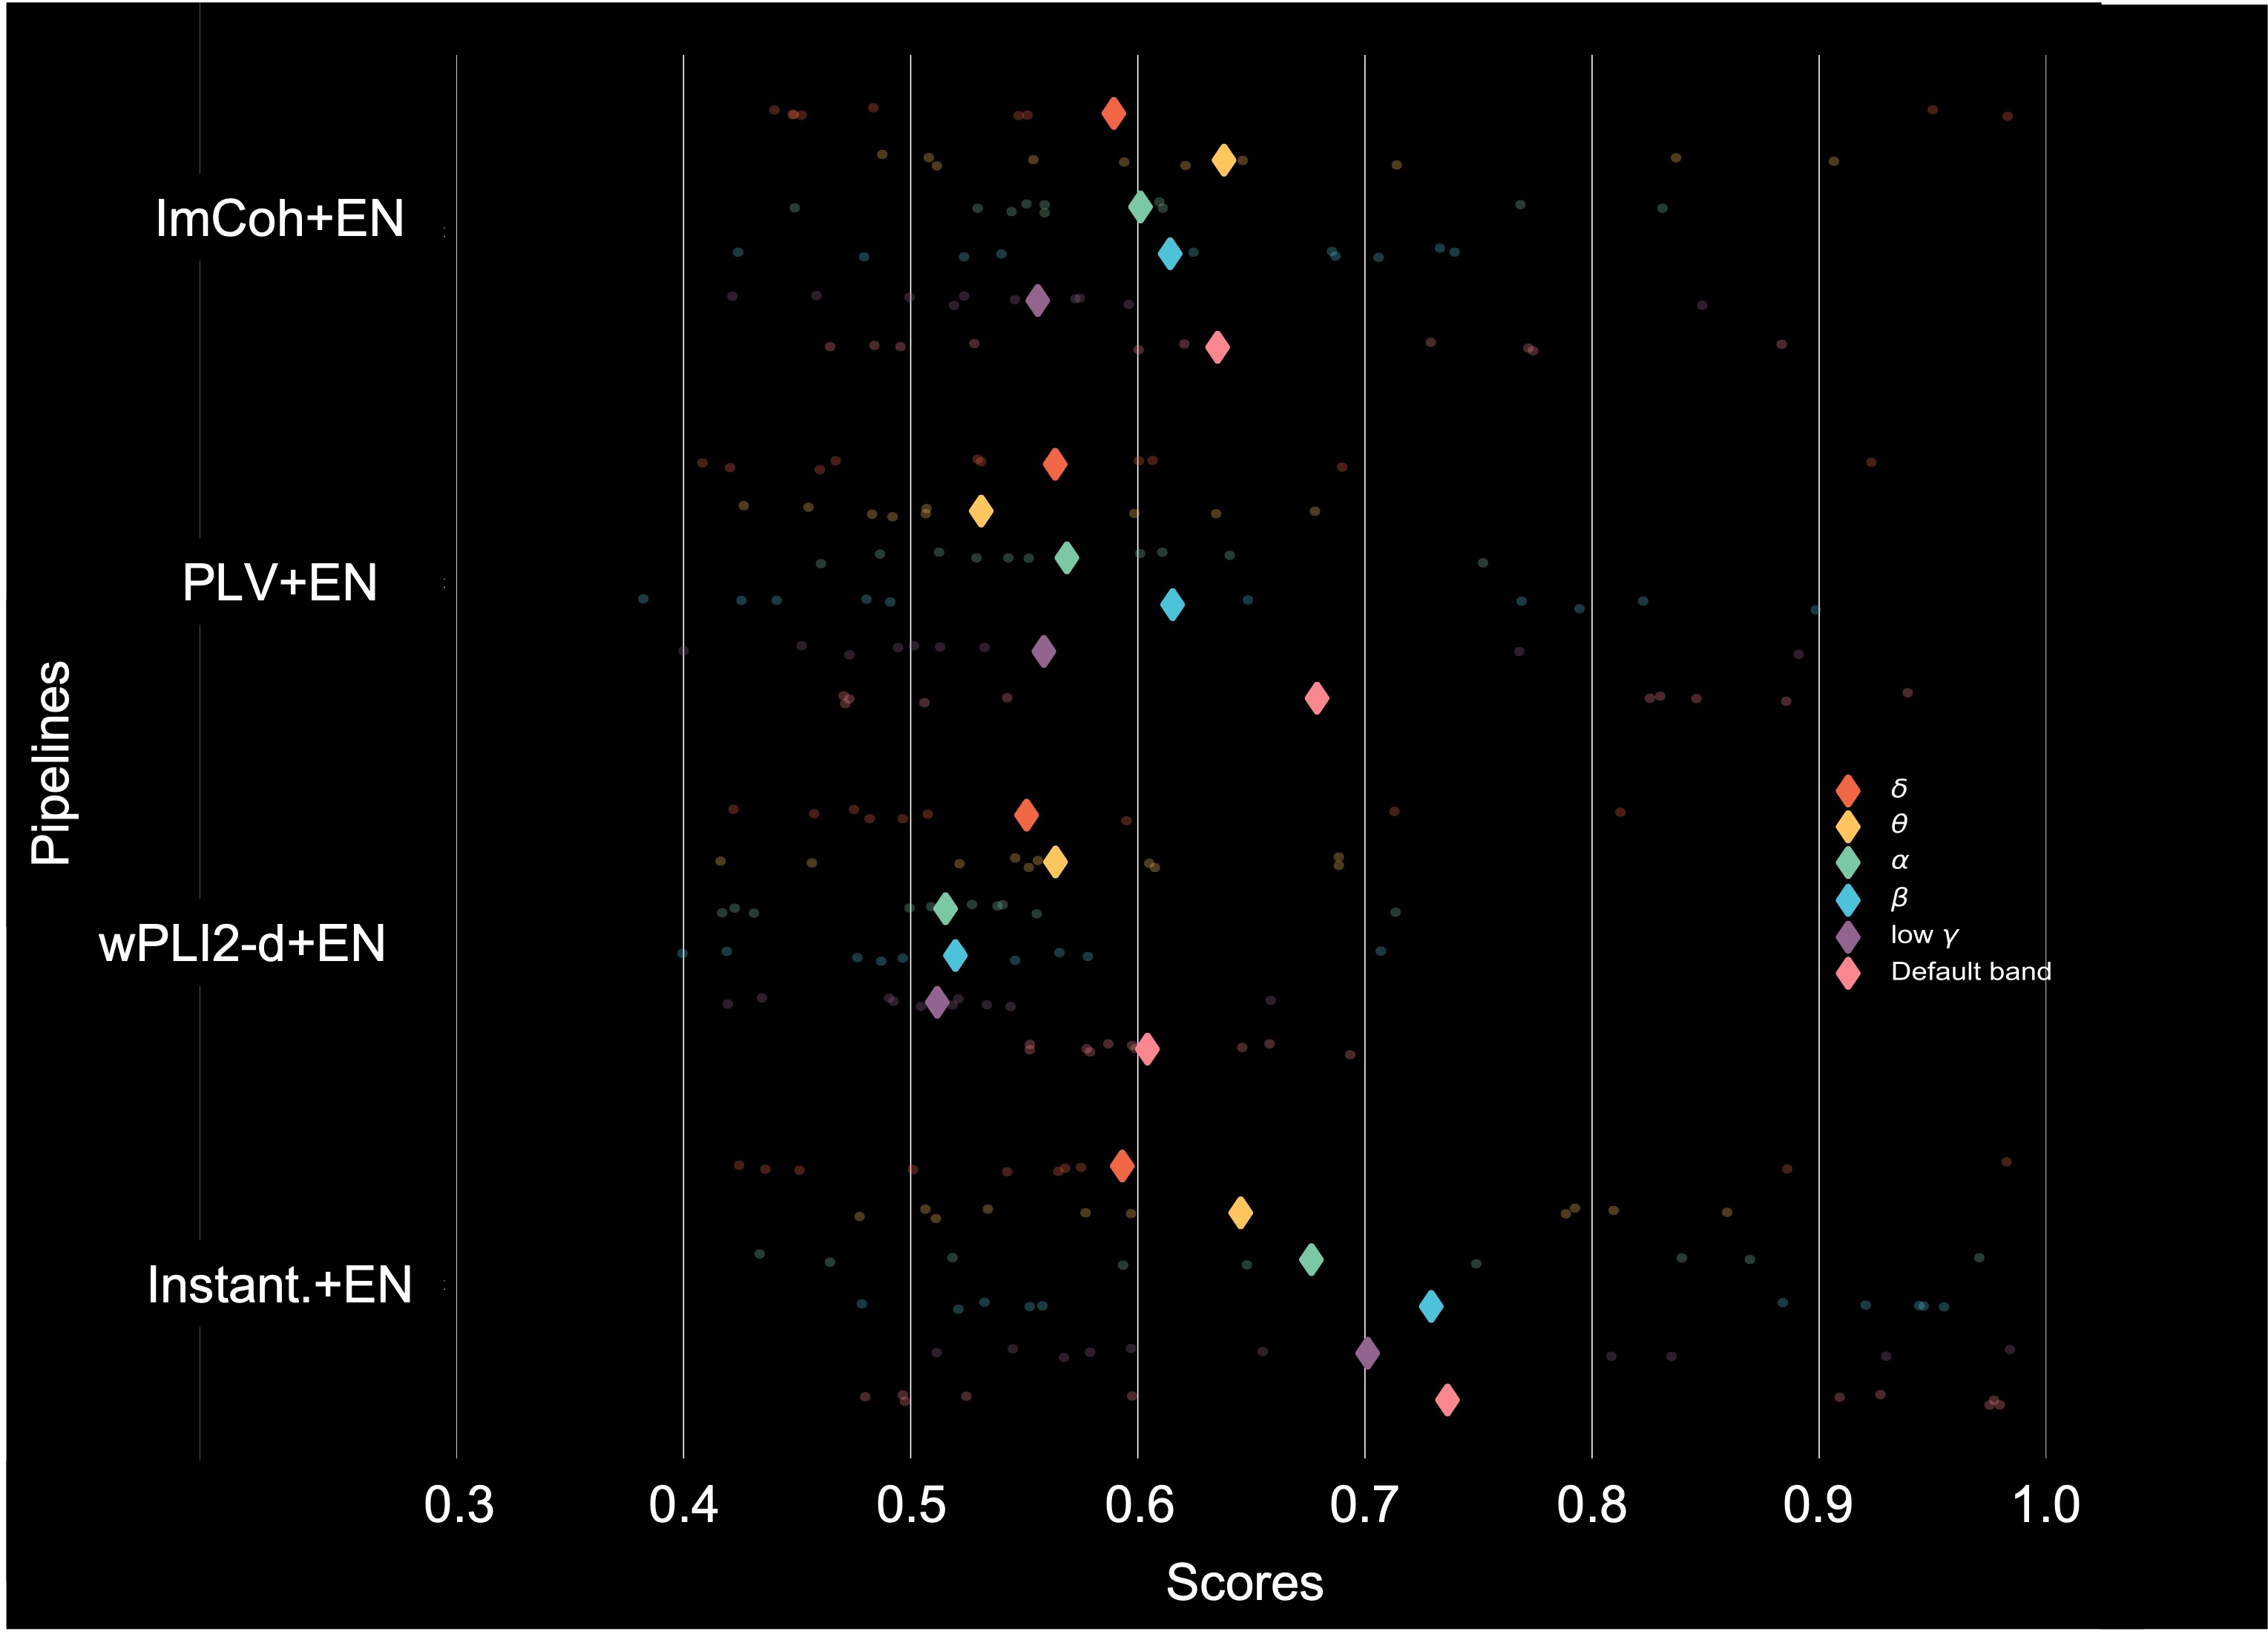 ImCoh+EN
PLV+EN
Pipelines
wPLI2-d+EN
Instant.+EN
δ
θ
α
β
low γ
Default band
0.3 0.4 0.5 0.6 0.7 0.8 0.9 1.0
Scores